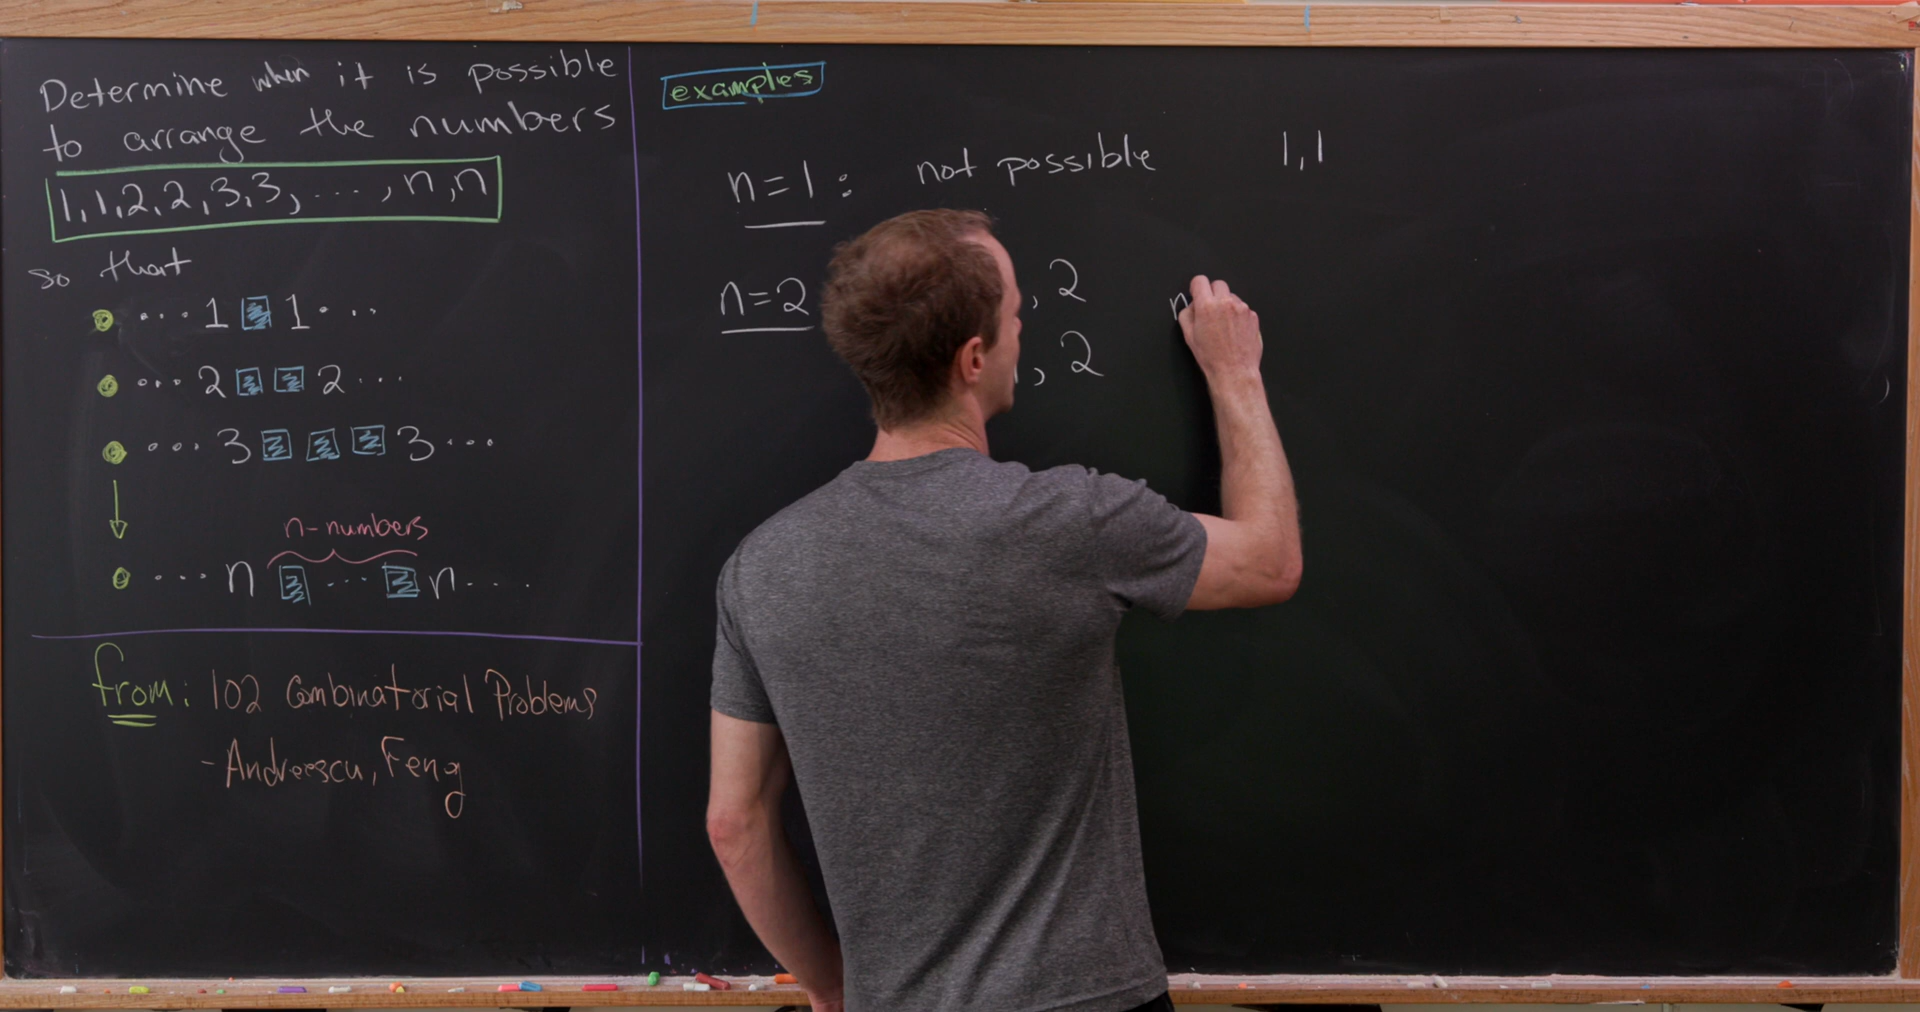 Determine when it is possible
to arrange the numbers
1,1,2,2,3,3, ... , n,n
so that
... 1 1 ...
... 2 2 ...
... 3 3 ...
n-numbers
... n ... n ...
from: 102 Combinatorial Problems
- Andreescu, Feng
examples
n=1: not possible 1,1
n=2 , 2 n
, 2